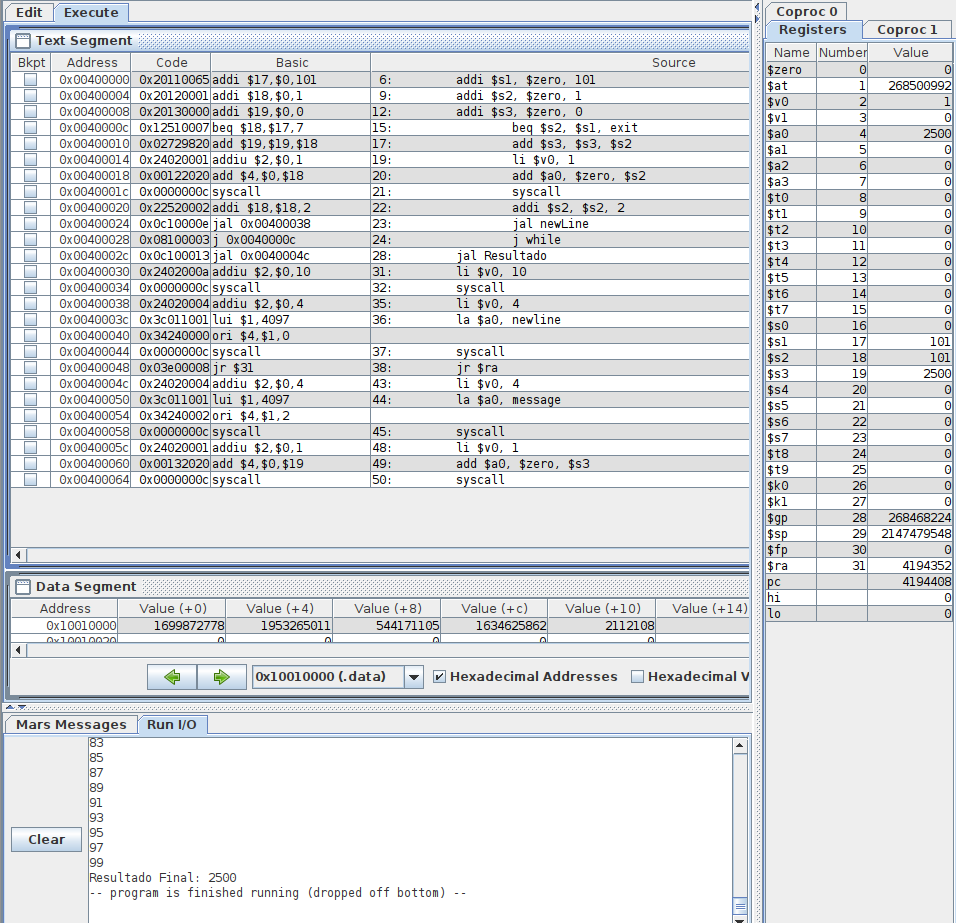 Edit Execute
Text Segment
Bkpt Address Code Basic Source
0x00400000 0x20110065 addi $17,$0,101 6: addi $s1, $zero, 101
0x00400004 0x20120001 addi $18,$0,1 9: addi $s2, $zero, 1
0x00400008 0x20130000 addi $19,$0,0 12: addi $s3, $zero, 0
0x0040000c 0x12510007 beq $18,$17,7 15: beq $s2, $s1, exit
0x00400010 0x02729820 add $19,$19,$18 17: add $s3, $s3, $s2
0x00400014 0x24020001 addiu $2,$0,1 19: li $v0, 1
0x00400018 0x00122020 add $4,$0,$18 20: add $a0, $zero, $s2
0x0040001c 0x0000000c syscall 21: syscall
0x00400020 0x22520002 addi $18,$18,2 22: addi $s2, $s2, 2
0x00400024 0x0c10000e jal 0x00400038 23: jal newLine
0x00400028 0x08100003 j 0x0040000c 24: j while
0x0040002c 0x0c100013 jal 0x0040004c 28: jal Resultado
0x00400030 0x2402000a addiu $2,$0,10 31: li $v0, 10
0x00400034 0x0000000c syscall 32: syscall
0x00400038 0x24020004 addiu $2,$0,4 35: li $v0, 4
0x0040003c 0x3c011001 lui $1,4097 36: la $a0, newline
0x00400040 0x34240000 ori $4,$1,0
0x00400044 0x0000000c syscall 37: syscall
0x00400048 0x03e00008 jr $31 38: jr $ra
0x0040004c 0x24020004 addiu $2,$0,4 43: li $v0, 4
0x00400050 0x3c011001 lui $1,4097 44: la $a0, message
0x00400054 0x34240002 ori $4,$1,2
0x00400058 0x0000000c syscall 45: syscall
0x0040005c 0x24020001 addiu $2,$0,1 48: li $v0, 1
0x00400060 0x00132020 add $4,$0,$19 49: add $a0, $zero, $s3
0x00400064 0x0000000c syscall 50: syscall
Data Segment
Address Value (+0) Value (+4) Value (+8) Value (+c) Value (+10) Value (+14)
0x10010000 1699872778 1953265011 544171105 1634625862 2112108
0x10010020 0 0 0 0 0
0x10010000 (.data) Hexadecimal Addresses Hexadecimal V
Mars Messages Run I/O
Clear
83
85
87
89
91
93
95
97
99
Resultado Final: 2500
-- program is finished running (dropped off bottom) --
Coproc 0
Registers Coproc 1
Name Number Value
$zero 0 0
$at 1 268500992
$v0 2 1
$v1 3 0
$a0 4 2500
$a1 5 0
$a2 6 0
$a3 7 0
$t0 8 0
$t1 9 0
$t2 10 0
$t3 11 0
$t4 12 0
$t5 13 0
$t6 14 0
$t7 15 0
$s0 16 0
$s1 17 101
$s2 18 101
$s3 19 2500
$s4 20 0
$s5 21 0
$s6 22 0
$s7 23 0
$t8 24 0
$t9 25 0
$k0 26 0
$k1 27 0
$gp 28 268468224
$sp 29 2147479548
$fp 30 0
$ra 31 4194352
pc 4194408
hi 0
lo 0